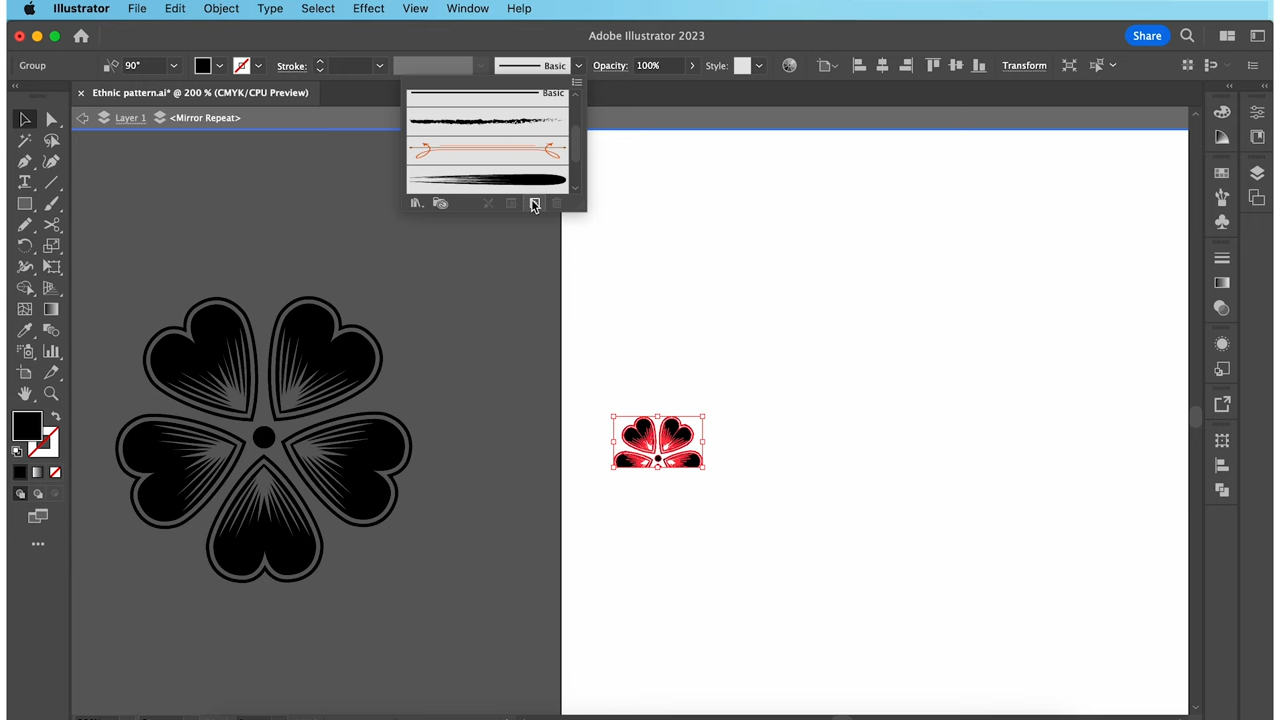 Illustrator File Edit Object Type Select Effect View Window Help
Adobe Illustrator 2023
Share
Group 90° Stroke: Basic Opacity: 100% Style: Transform
× Ethnic pattern.ai* @ 200 % (CMYK/CPU Preview)
Layer 1 <Mirror Repeat>
Basic